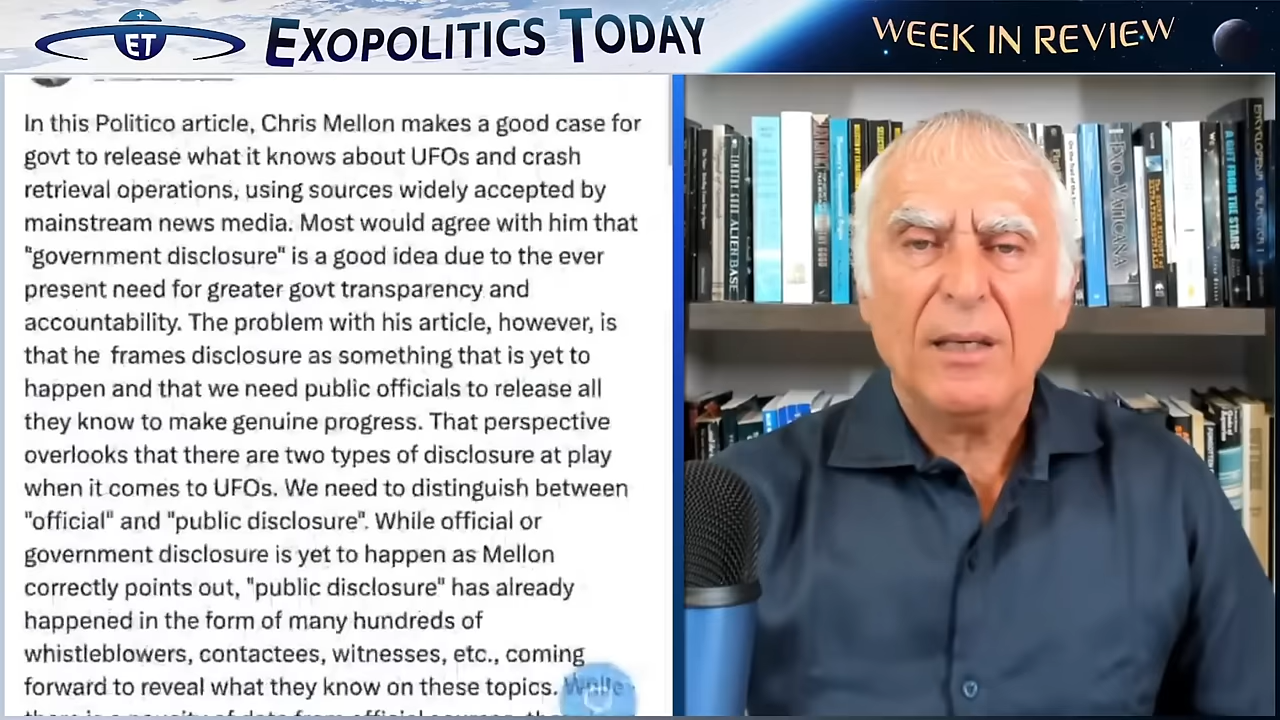 ET
EXOPOLITICS TODAY
WEEK IN REVIEW
In this Politico article, Chris Mellon makes a good case for
govt to release what it knows about UFOs and crash
retrieval operations, using sources widely accepted by
mainstream news media. Most would agree with him that
"government disclosure" is a good idea due to the ever
present need for greater govt transparency and
accountability. The problem with his article, however, is
that he frames disclosure as something that is yet to
happen and that we need public officials to release all
they know to make genuine progress. That perspective
overlooks that there are two types of disclosure at play
when it comes to UFOs. We need to distinguish between
"official" and "public disclosure". While official or
government disclosure is yet to happen as Mellon
correctly points out, "public disclosure" has already
happened in the form of many hundreds of
whistleblowers, contactees, witnesses, etc., coming
forward to reveal what they know on these topics.
ALIEN BASE
EXO-VATICANA
A GIFT FROM THE STARS